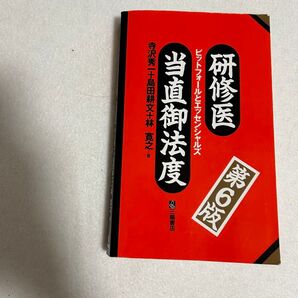 研修医
当直御法度
ピットフォールとエッセンシャルズ
第6版
寺沢秀一+島田耕文+林 寛之
三輪書店